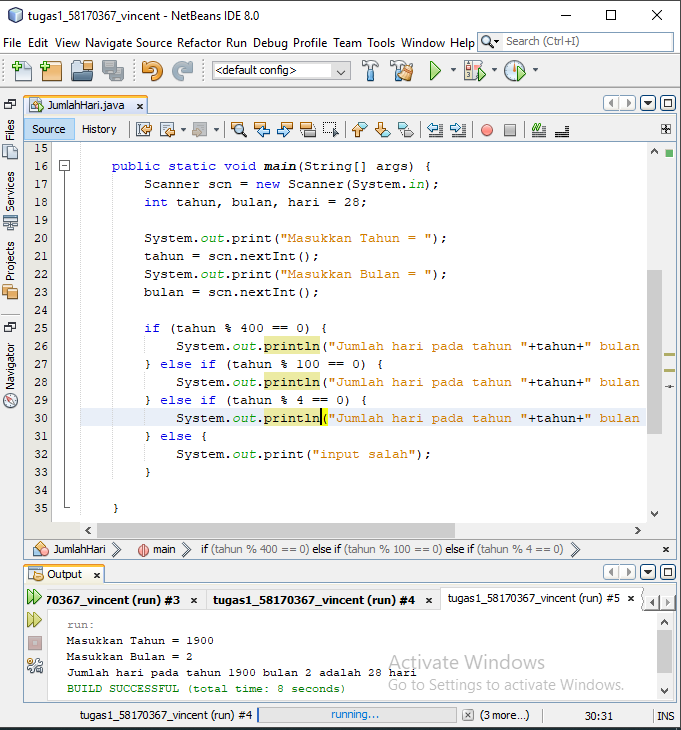 tugas1_58170367_vincent - NetBeans IDE 8.0
File Edit View Navigate Source Refactor Run Debug Profile Team Tools Window Help Search (Ctrl+I)
<default config>
JumlahHari.java
Source History
Files
Services
Projects
Navigator
15
16 public static void main(String[] args) {
17 Scanner scn = new Scanner(System.in);
18 int tahun, bulan, hari = 28;
19
20 System.out.print("Masukkan Tahun = ");
21 tahun = scn.nextInt();
22 System.out.print("Masukkan Bulan = ");
23 bulan = scn.nextInt();
24
25 if (tahun % 400 == 0) {
26 System.out.println("Jumlah hari pada tahun "+tahun+" bulan
27 } else if (tahun % 100 == 0) {
28 System.out.println("Jumlah hari pada tahun "+tahun+" bulan
29 } else if (tahun % 4 == 0) {
30 System.out.println("Jumlah hari pada tahun "+tahun+" bulan
31 } else {
32 System.out.print("input salah");
33 }
34
35 }
JumlahHari main if (tahun % 400 == 0) else if (tahun % 100 == 0) else if (tahun % 4 == 0)
Output
70367_vincent (run) #3 tugas1_58170367_vincent (run) #4 tugas1_58170367_vincent (run) #5
run:
Masukkan Tahun = 1900
Masukkan Bulan = 2
Jumlah hari pada tahun 1900 bulan 2 adalah 28 hari
BUILD SUCCESSFUL (total time: 8 seconds)
Activate Windows
Go to Settings to activate Windows.
tugas1_58170367_vincent (run) #4 running... (3 more...) 30:31 INS